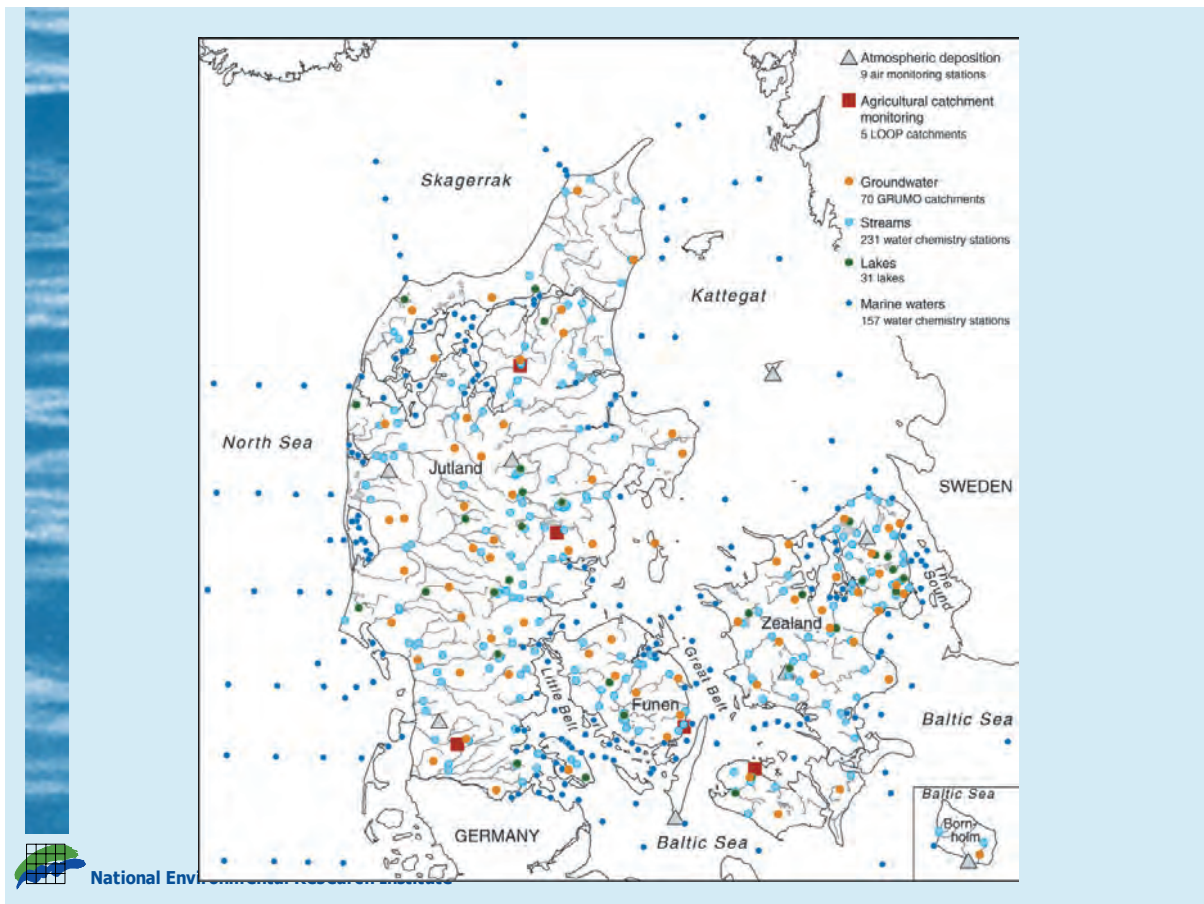 Atmospheric deposition
9 air monitoring stations
Agricultural catchment
monitoring
5 LOOP catchments
Skagerrak
Groundwater
70 GRUMO catchments
Streams
231 water chemistry stations
Lakes
31 lakes
Kattegat
Marine waters
157 water chemistry stations
North Sea
Jutland
SWEDEN
The Sound
Zealand
Great Belt
Little Belt
Funen
Baltic Sea
Baltic Sea
Born-
holm
GERMANY
Baltic Sea
National Environmental Research Institute